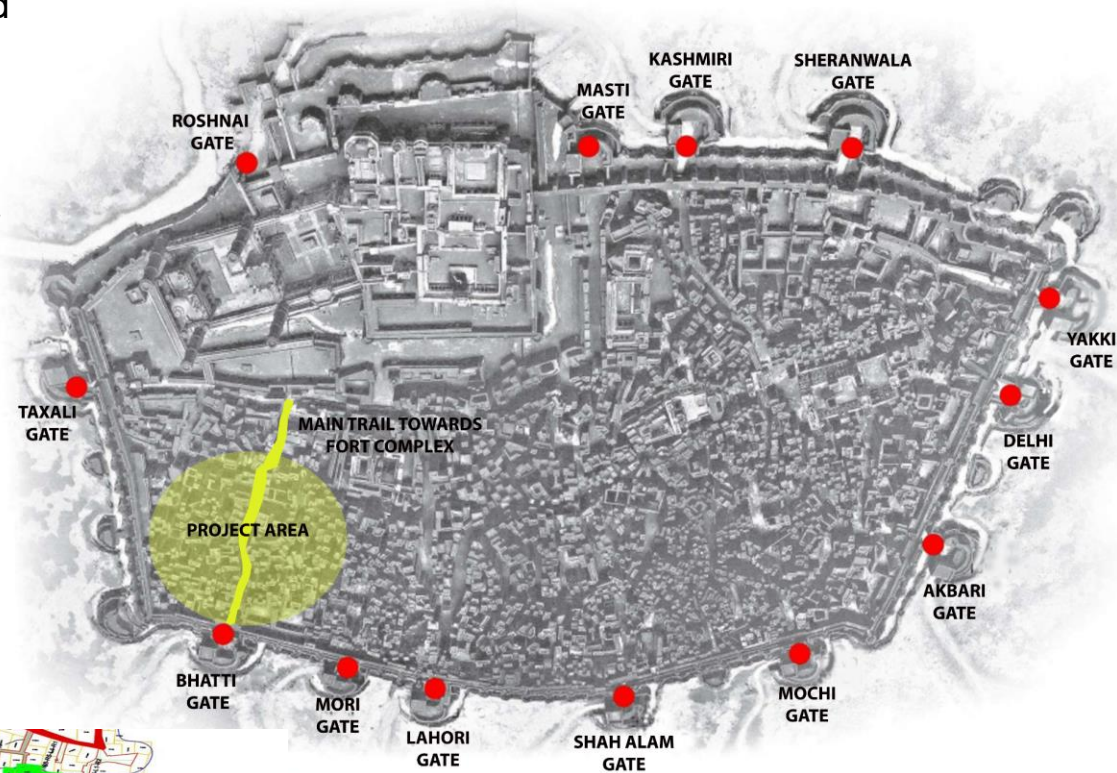 d
KASHMIRI
GATE
SHERANWALA
GATE
MASTI
GATE
ROSHNAI
GATE
YAKKI
GATE
TAXALI
GATE
MAIN TRAIL TOWARDS
FORT COMPLEX
DELHI
GATE
PROJECT AREA
AKBARI
GATE
BHATTI
GATE
MORI
GATE
MOCHI
GATE
LAHORI
GATE
SHAH ALAM
GATE